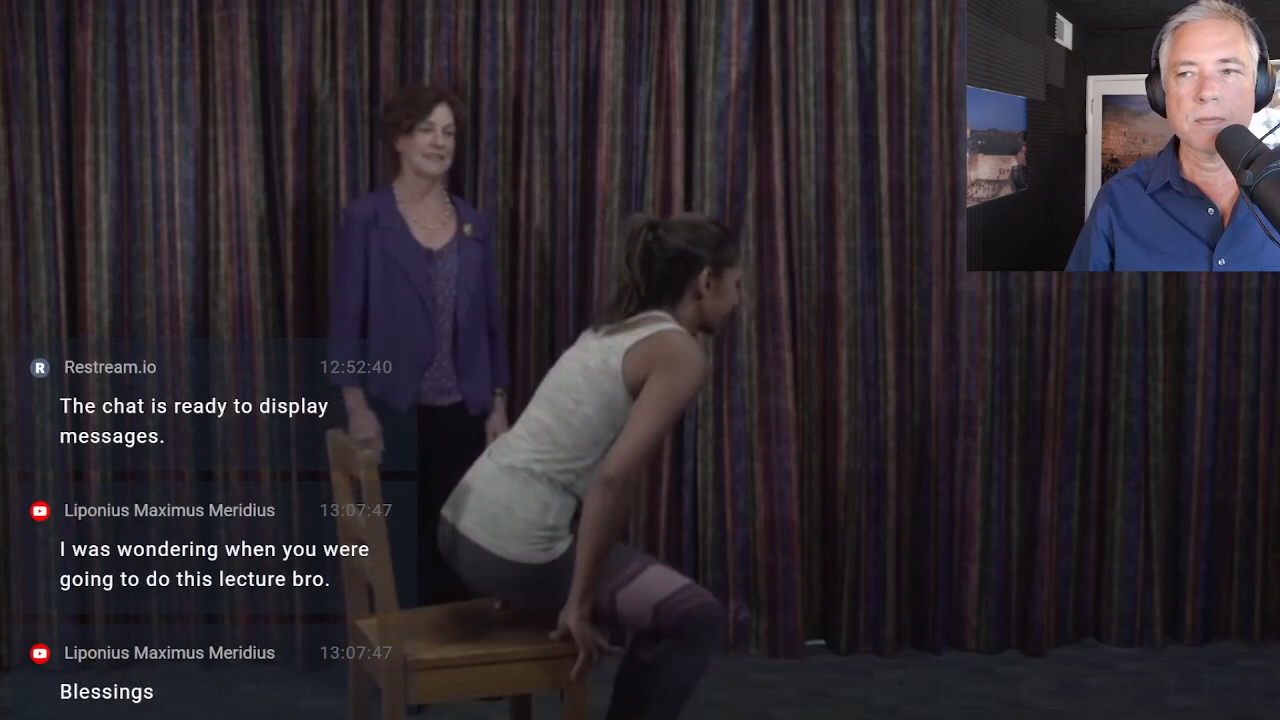 R Restream.io 12:52:40
The chat is ready to display
messages.
Liponius Maximus Meridius 13:07:47
I was wondering when you were
going to do this lecture bro.
Liponius Maximus Meridius 13:07:47
Blessings